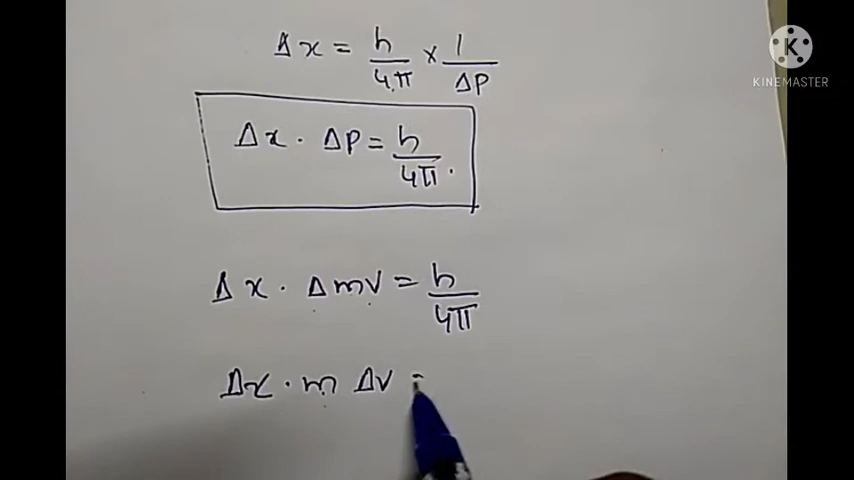 Δx = h/4π × 1/ΔP
K
KINEMASTER
Δx · ΔP = h/4π.
Δx · Δmv = h/4π
Δx · m Δv =